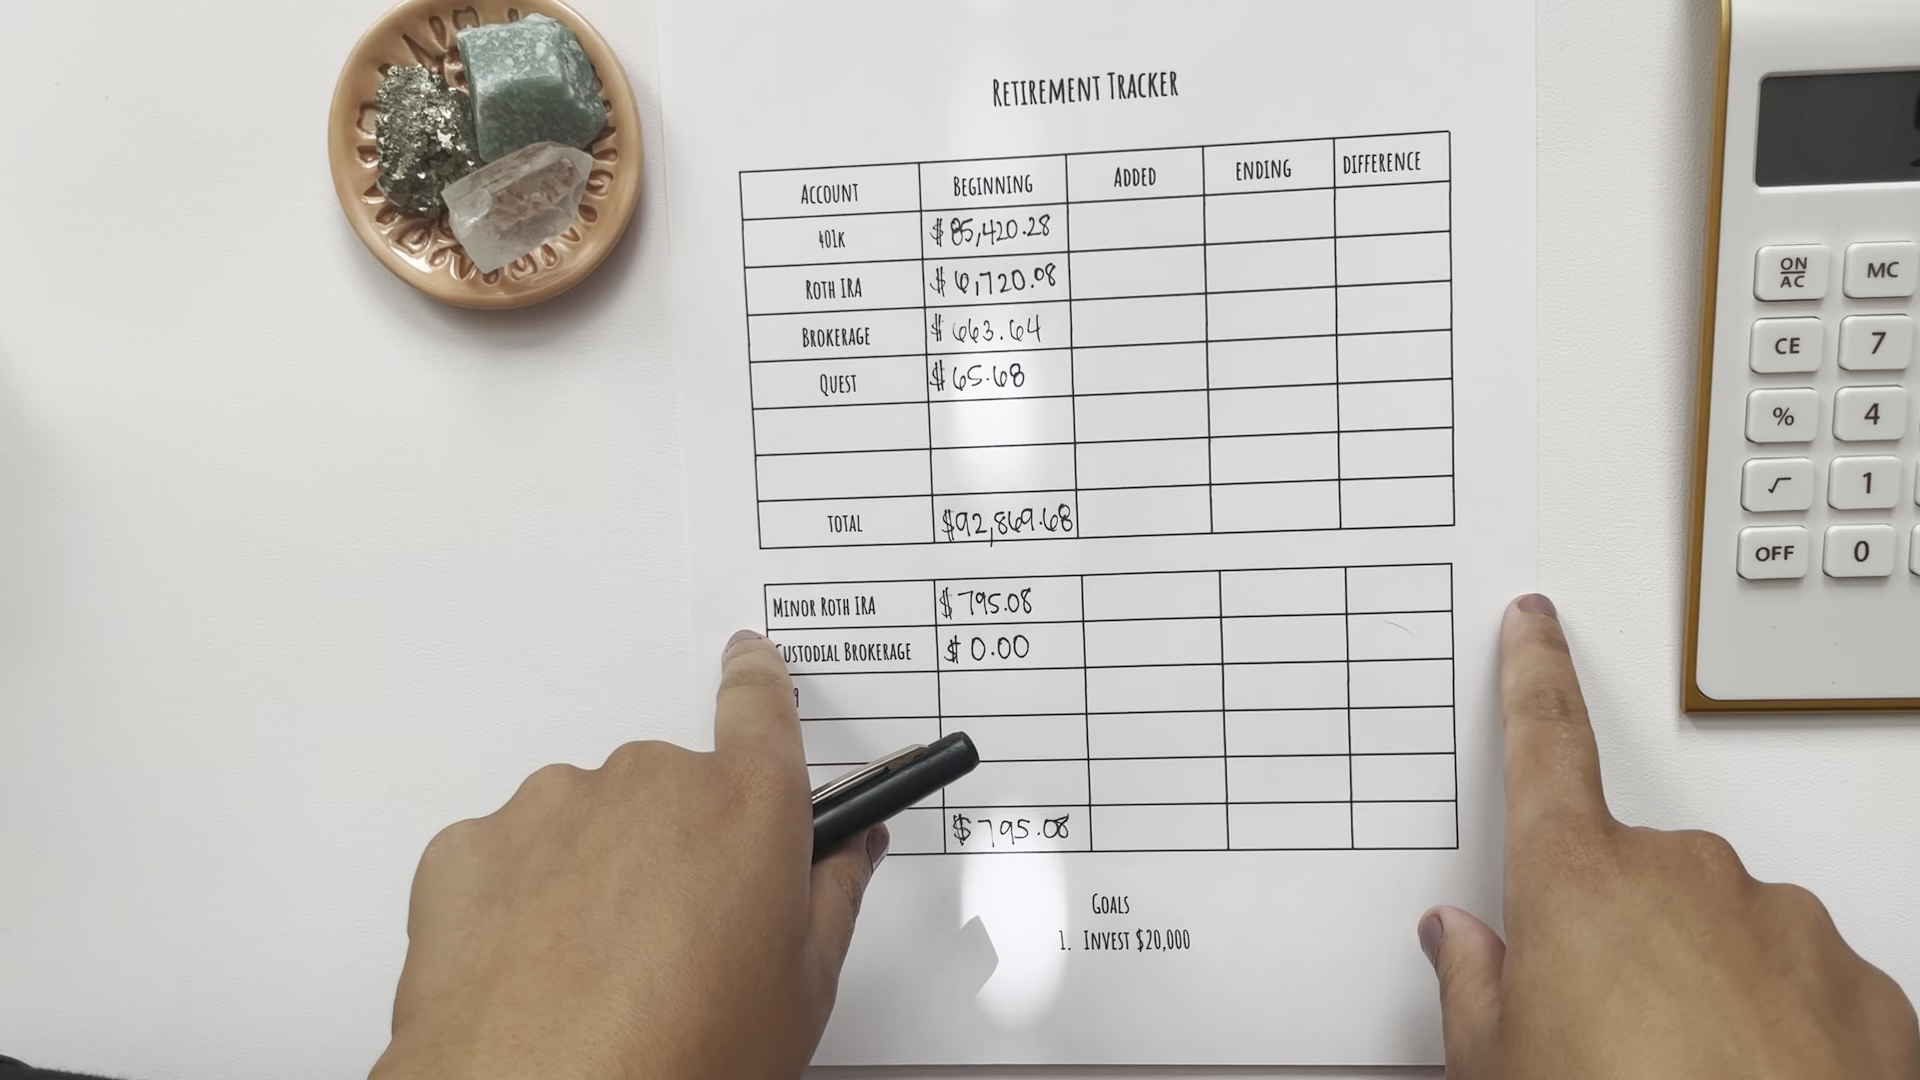 RETIREMENT TRACKER
ACCOUNT BEGINNING ADDED ENDING DIFFERENCE
401K $85,420.28
ROTH IRA $6,720.08
BROKERAGE $663.64
QUEST $65.68
TOTAL $92,869.68
MINOR ROTH IRA $795.08
CUSTODIAL BROKERAGE $0.00
$795.08
GOALS
1. INVEST $20,000
ON
AC
MC
CE 7
% 4
√ 1
OFF 0